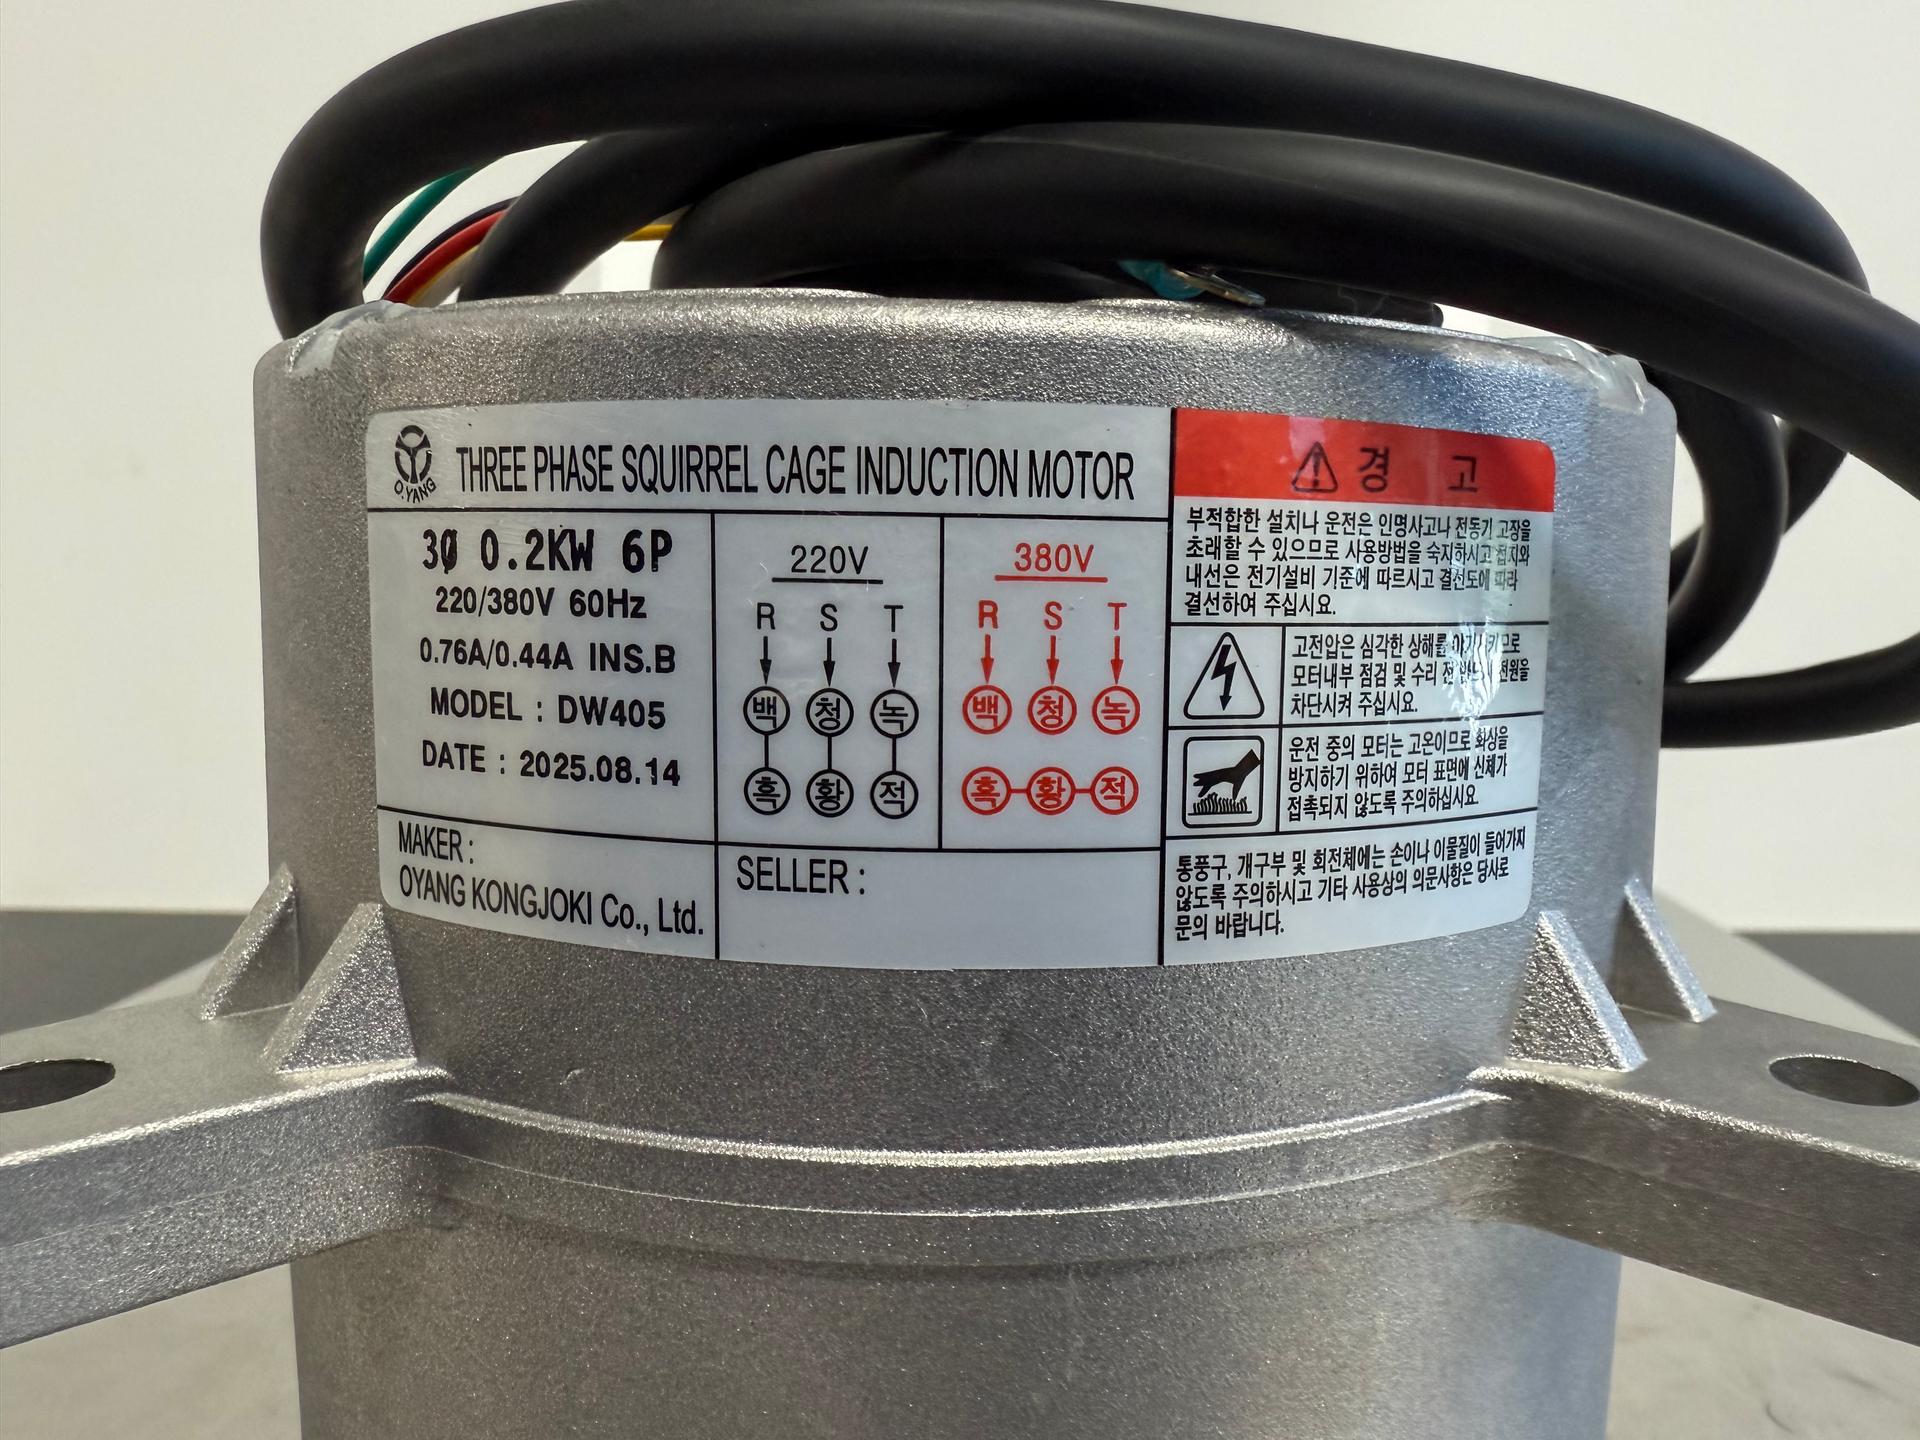 O.YANG
THREE PHASE SQUIRREL CAGE INDUCTION MOTOR
3Ø 0.2KW 6P
220/380V 60Hz
0.76A/0.44A INS.B
MODEL : DW405
DATE : 2025.08.14
MAKER :
OYANG KONGJOKI Co., Ltd.
220V
R S T
백 청 녹
흑 황 적
380V
R S T
백 청 녹
흑 황 적
SELLER :
경 고
부적합한 설치나 운전은 인명사고나 전동기 고장을
초래할 수 있으므로 사용방법을 숙지하시고 접지와
내선은 전기설비 기준에 따르시고 결선도에 따라
결선하여 주십시요.
고전압은 심각한 상해를 야기시키므로
모터내부 점검 및 수리 전 반드시 전원을
차단시켜 주십시요.
운전 중의 모터는 고온이므로 화상을
방지하기 위하여 모터 표면에 신체가
접촉되지 않도록 주의하십시요.
통풍구, 개구부 및 회전체에는 손이나 이물질이 들어가지
않도록 주의하시고 기타 사용상의 의문사항은 당사로
문의 바랍니다.